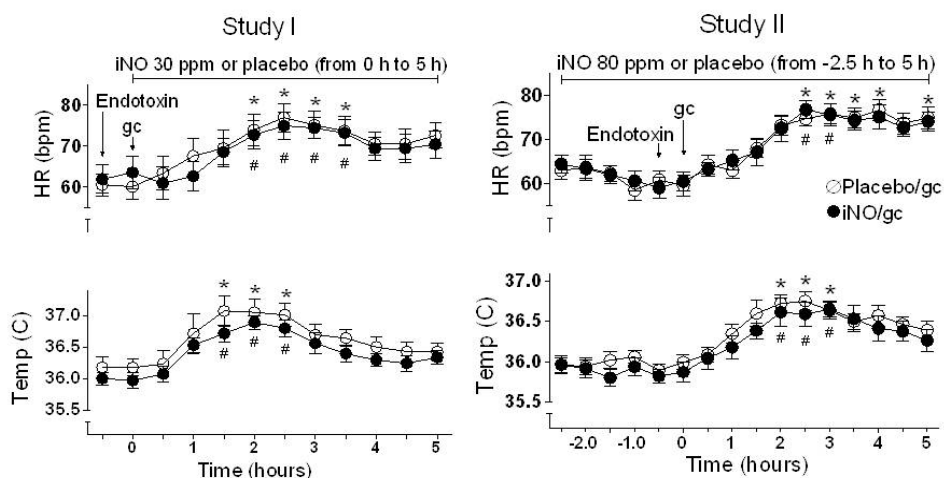 Study I
iNO 30 ppm or placebo (from 0 h to 5 h)
Endotoxin
gc
* * * *
# # # #
80
70
60
HR (bpm)
* * *
# # #
37.0
36.5
36.0
35.5
Temp (C)
0 1 2 3 4 5
Time (hours)
Study II
iNO 80 ppm or placebo (from -2.5 h to 5 h)
Endotoxin
gc
* * * * *
# #
80
70
60
HR (bpm)
Placebo/gc
iNO/gc
* * *
# # #
37.0
36.5
36.0
35.5
Temp (C)
-2.0 -1.0 0 1 2 3 4 5
Time (hours)